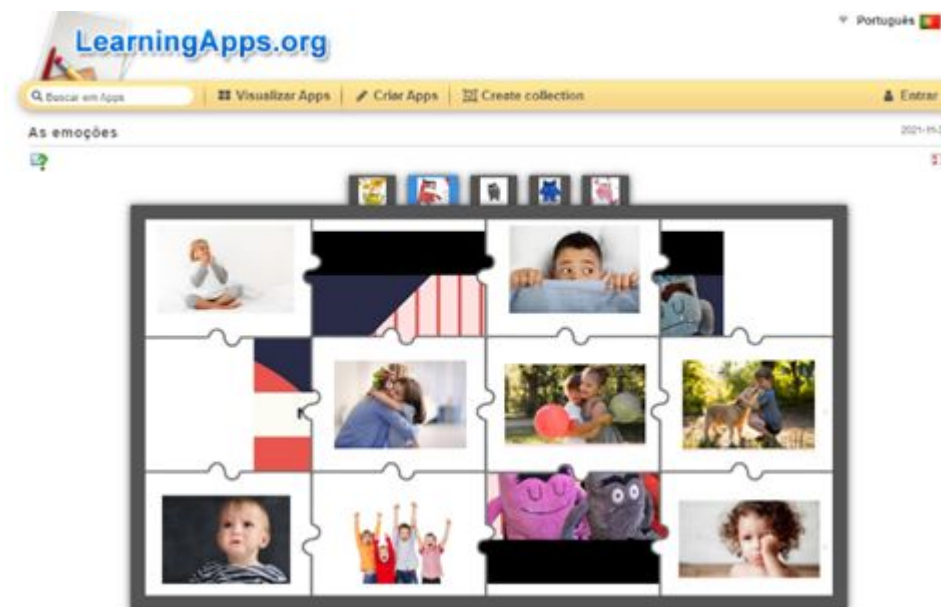 LearningApps.org
Português
Buscar em Apps
Visualizar Apps
Criar Apps
Create collection
Entrar
As emoções